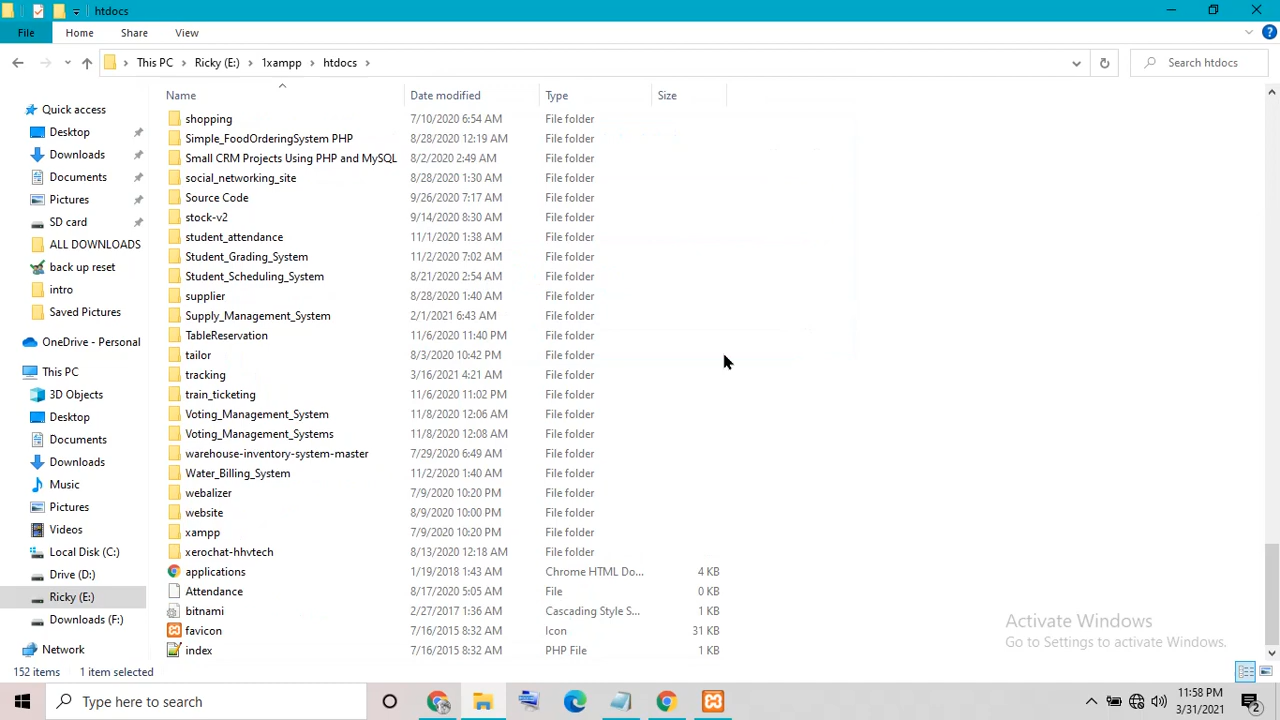 htdocs
File Home Share View
This PC Ricky (E:) 1xampp htdocs Search htdocs
Name Date modified Type Size
Quick access
Desktop
Downloads
Documents
Pictures
SD card
ALL DOWNLOADS
back up reset
intro
Saved Pictures
OneDrive - Personal
This PC
3D Objects
Desktop
Documents
Downloads
Music
Pictures
Videos
Local Disk (C:)
Drive (D:)
Ricky (E:)
Downloads (F:)
Network
shopping 7/10/2020 6:54 AM File folder
Simple_FoodOrderingSystem PHP 8/28/2020 12:19 AM File folder
Small CRM Projects Using PHP and MySQL 8/2/2020 2:49 AM File folder
social_networking_site 8/28/2020 1:30 AM File folder
Source Code 9/26/2020 7:17 AM File folder
stock-v2 9/14/2020 8:30 AM File folder
student_attendance 11/1/2020 1:38 AM File folder
Student_Grading_System 11/2/2020 7:02 AM File folder
Student_Scheduling_System 8/21/2020 2:54 AM File folder
supplier 8/28/2020 1:40 AM File folder
Supply_Management_System 2/1/2021 6:43 AM File folder
TableReservation 11/6/2020 11:40 PM File folder
tailor 8/3/2020 10:42 PM File folder
tracking 3/16/2021 4:21 AM File folder
train_ticketing 11/6/2020 11:02 PM File folder
Voting_Management_System 11/8/2020 12:06 AM File folder
Voting_Management_Systems 11/8/2020 12:08 AM File folder
warehouse-inventory-system-master 7/29/2020 6:49 AM File folder
Water_Billing_System 11/2/2020 1:40 AM File folder
webalizer 7/9/2020 10:20 PM File folder
website 8/9/2020 10:00 PM File folder
xampp 7/9/2020 10:20 PM File folder
xerochat-hhvtech 8/13/2020 12:18 AM File folder
applications 1/19/2018 1:43 AM Chrome HTML Do... 4 KB
Attendance 8/17/2020 5:05 AM File 0 KB
bitnami 2/27/2017 1:36 AM Cascading Style S... 1 KB
favicon 7/16/2015 8:32 AM Icon 31 KB
index 7/16/2015 8:32 AM PHP File 1 KB
Activate Windows
Go to Settings to activate Windows.
152 items 1 item selected
Type here to search
11:58 PM
3/31/2021
2